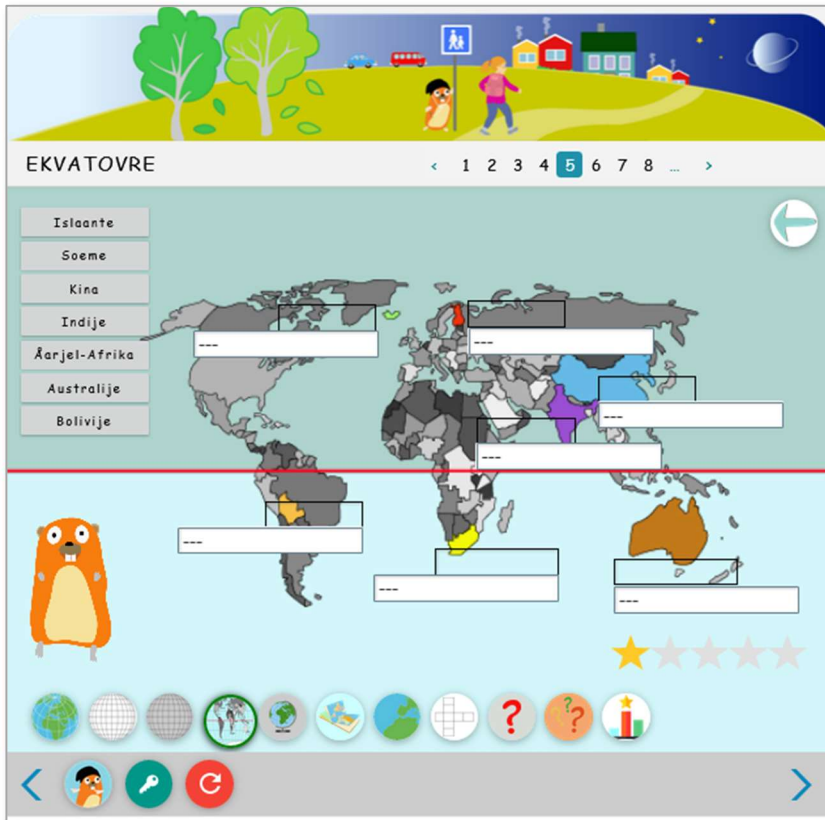 EKVATOVRE
‹ 1 2 3 4 5 6 7 8 ... ›
Islaante
Soeme
Kina
Indije
Åarjel-Afrika
Australije
Bolivije
---
---
---
---
---
---
---